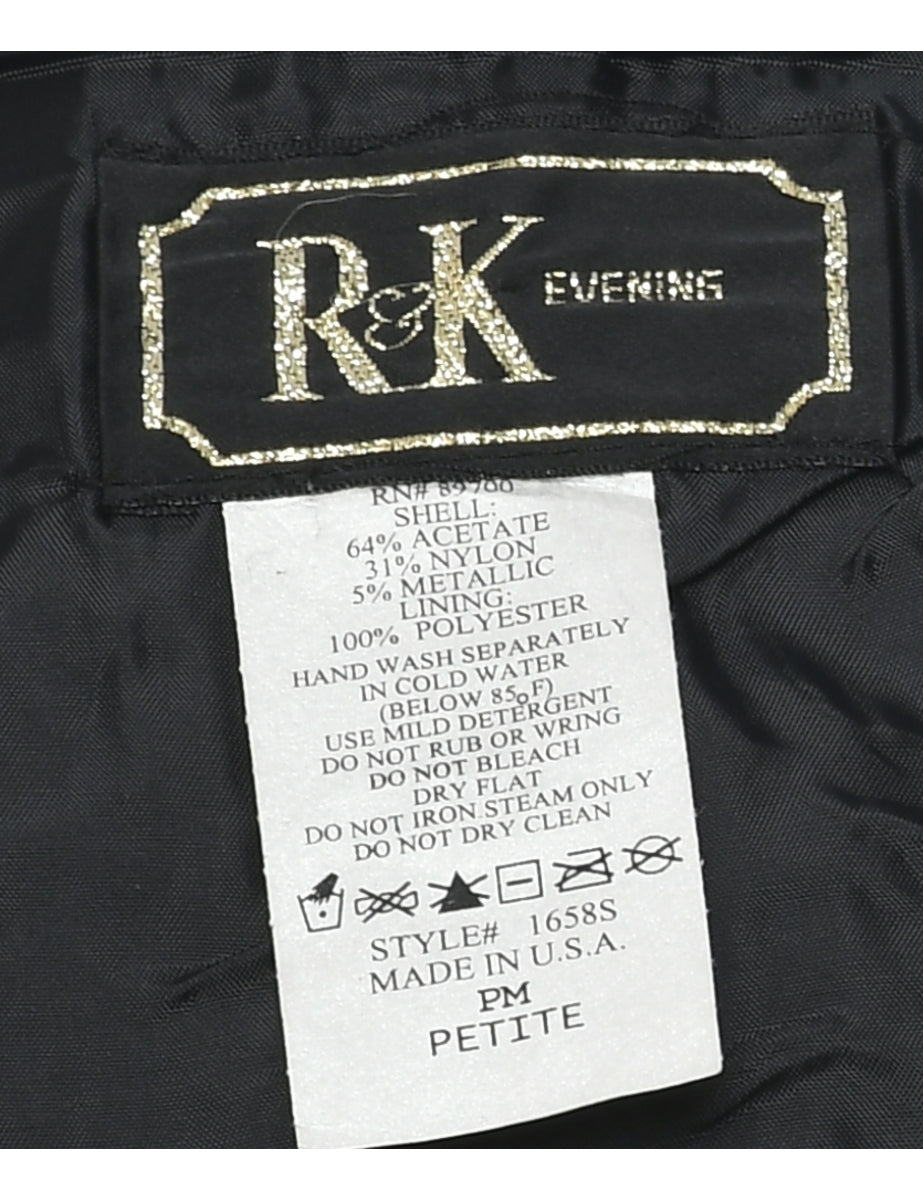 R&K EVENING
RN#
SHELL:
64% ACETATE
31% NYLON
5% METALLIC
LINING:
100% POLYESTER
HAND WASH SEPARATELY
IN COLD WATER
(BELOW 85°F)
USE MILD DETERGENT
DO NOT RUB OR WRING
DO NOT BLEACH
DRY FLAT
DO NOT IRON STEAM ONLY
DO NOT DRY CLEAN
STYLE# 1658S
MADE IN U.S.A.
PM
PETITE